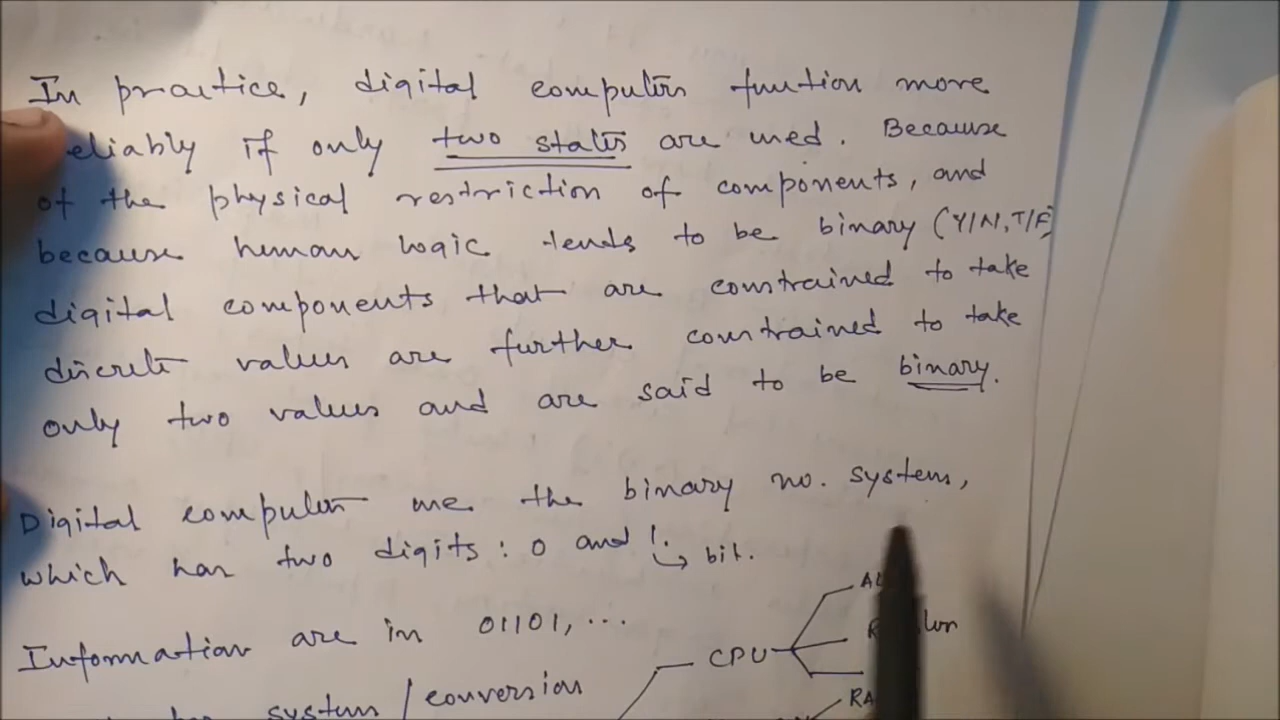 In practice, digital computers function more
reliably if only two states are used. Because
of the physical restriction of components, and
because human logic tends to be binary (Y/N, T/F)
digital components that are constrained to take
discrete values are further constrained to take
only two values and are said to be binary.
Digital computer use the binary no. system,
which has two digits: 0 and 1.
bit.
Information are in 01101, ...
CPU
system/conversion
RA